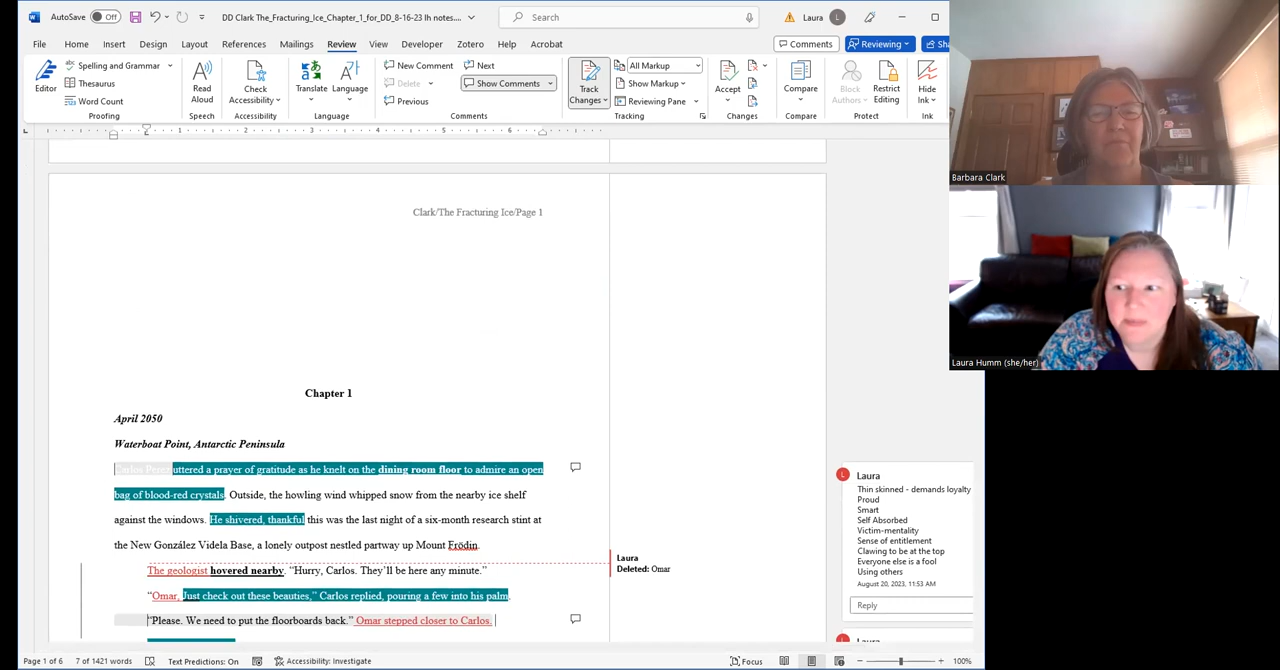 AutoSave Off DD Clark The_Fracturing_Ice_Chapter_1_for_DD_8-16-23 lh notes.... Search Laura L
File Home Insert Design Layout References Mailings Review View Developer Zotero Help Acrobat Comments Reviewing Sha
Editor
Spelling and Grammar
Thesaurus
Word Count
Proofing
Read Aloud
Speech
Check Accessibility
Accessibility
Translate Language
Language
New Comment Next
Delete Show Comments
Previous
Comments
Track Changes
All Markup
Show Markup
Reviewing Pane
Tracking
Accept
Changes
Compare
Compare
Block Authors Restrict Editing
Protect
Hide Ink
Ink
1 2 3 4 5 6
Clark/The Fracturing Ice/Page 1
Chapter 1
April 2050
Waterboat Point, Antarctic Peninsula
Carlos Perez uttered a prayer of gratitude as he knelt on the dining room floor to admire an open
bag of blood-red crystals. Outside, the howling wind whipped snow from the nearby ice shelf
against the windows. He shivered, thankful this was the last night of a six-month research stint at
the New González Videla Base, a lonely outpost nestled partway up Mount Frödin.
The geologist hovered nearby. “Hurry, Carlos. They’ll be here any minute.”
“Omar, Just check out these beauties,” Carlos replied, pouring a few into his palm.
“Please. We need to put the floorboards back.” Omar stepped closer to Carlos.
Laura
Deleted: Omar
L Laura
Thin skinned - demands loyalty
Proud
Smart
Self Absorbed
Victim-mentality
Sense of entitlement
Clawing to be at the top
Everyone else is a fool
Using others
August 20, 2023, 11:53 AM
Reply
L Laura
Barbara Clark
Laura Humm (she/her)
Page 1 of 6 7 of 1421 words Text Predictions: On Accessibility: Investigate Focus 100%